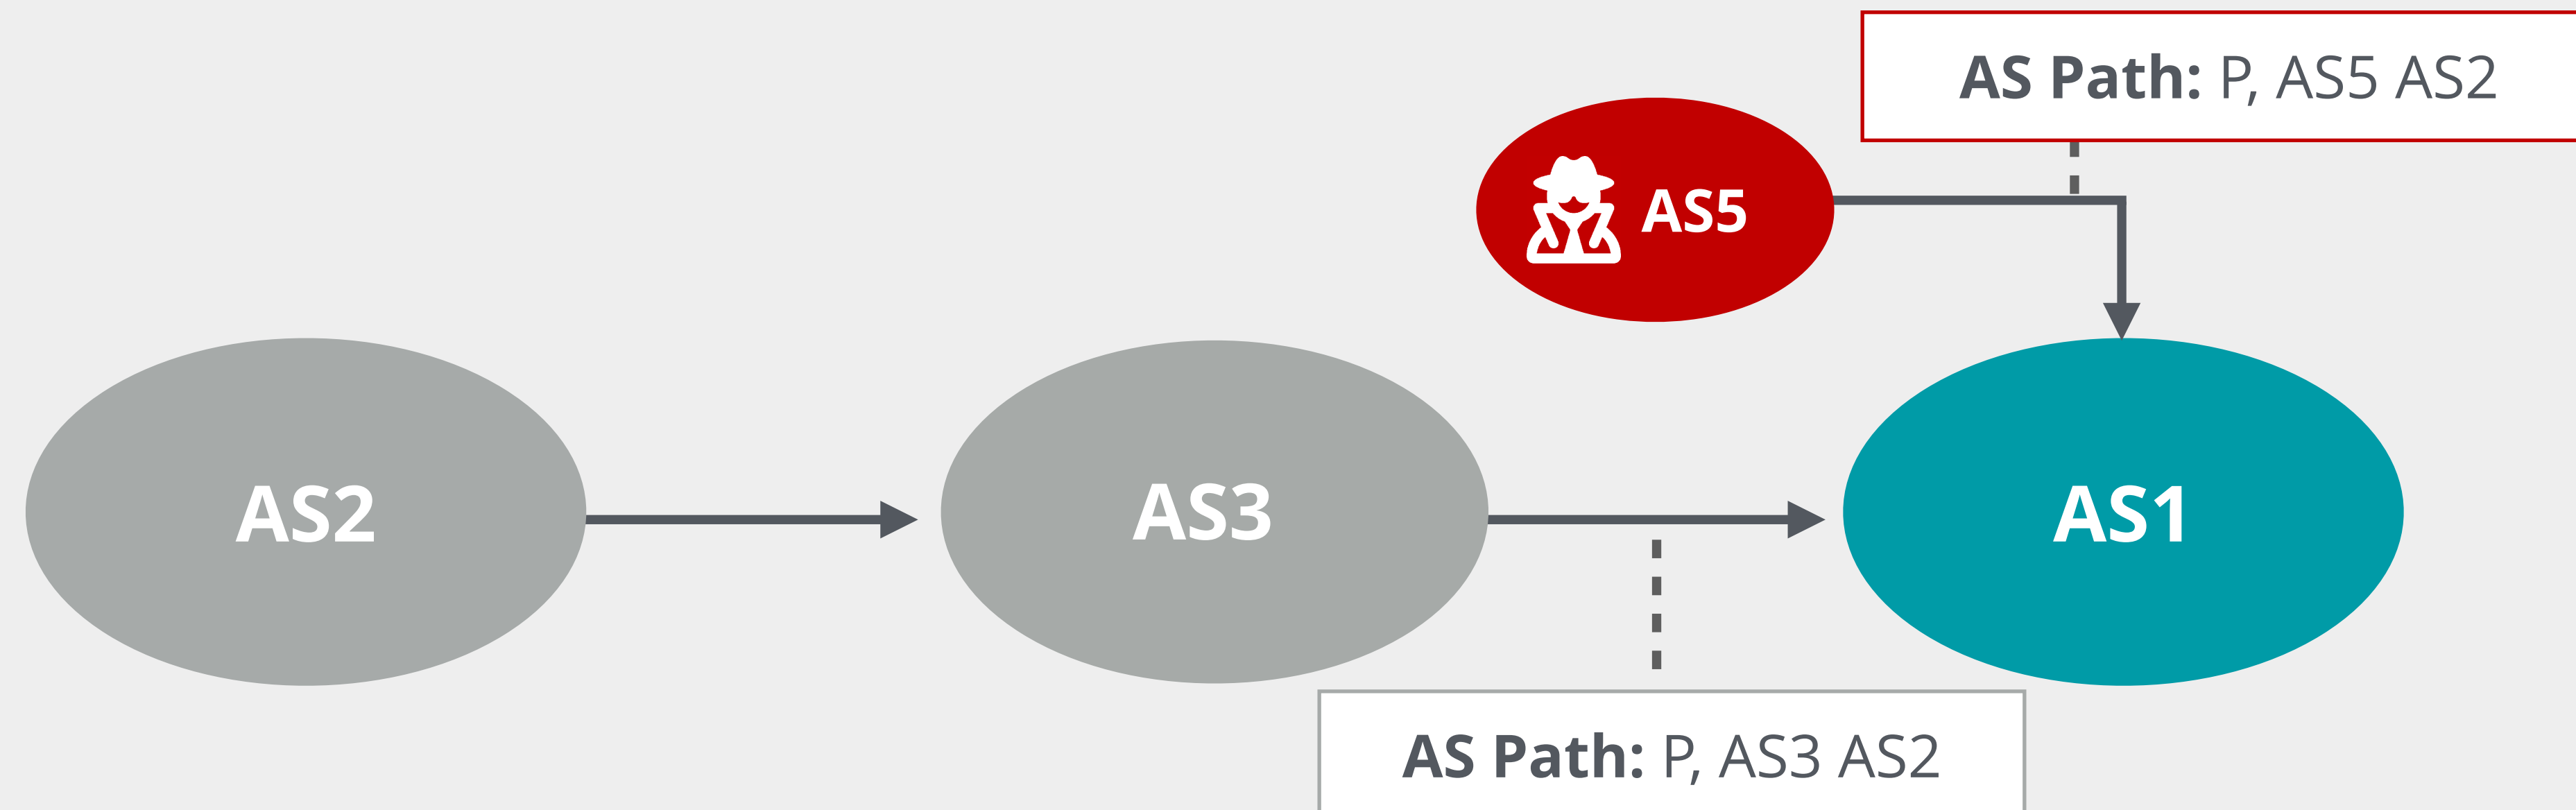 AS Path: P, AS5 AS2
AS5
AS2
AS3
AS1
AS Path: P, AS3 AS2